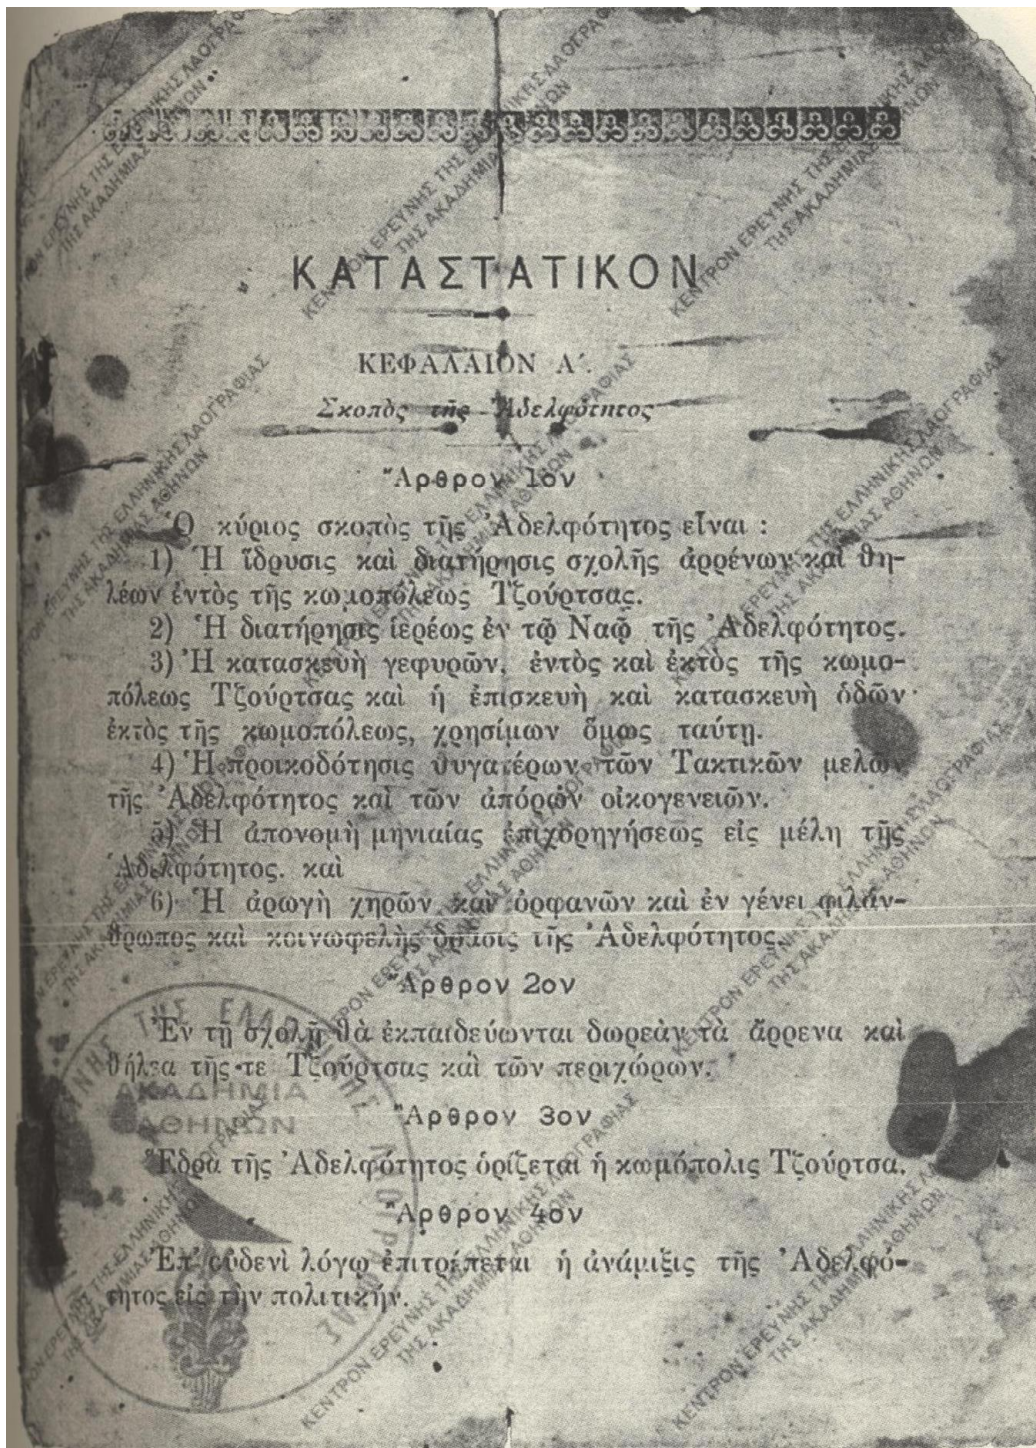 ΚΑΤΑΣΤΑΤΙΚΟΝ
ΚΕΦΑΛΑΙΟΝ Α΄.
Σκοπὸς τῆς Ἀδελφότητος
Ἄρθρον 1ον
Ὁ κύριος σκοπὸς τῆς Ἀδελφότητος εἶναι :
1) Ἡ ἵδρυσις καὶ διατήρησις σχολῆς ἀρρένων καὶ θη-
λέων ἐντὸς τῆς κωμοπόλεως Τζούρτσας.
2) Ἡ διατήρησις ἱερέως ἐν τῷ Ναῷ τῆς Ἀδελφότητος.
3) Ἡ κατασκευὴ γεφυρῶν, ἐντὸς καὶ ἐκτὸς τῆς κωμο-
πόλεως Τζούρτσας καὶ ἡ ἐπισκευὴ καὶ κατασκευὴ ὁδῶν
ἐκτὸς τῆς κωμοπόλεως, χρησίμων ὅμως ταύτῃ.
4) Ἡ προικοδότησις θυγατέρων τῶν Τακτικῶν μελῶν
τῆς Ἀδελφότητος καὶ τῶν ἀπόρων οἰκογενειῶν.
5) Ἡ ἀπονομὴ μηνιαίας ἐπιχορηγήσεως εἰς μέλη τῆς
Ἀδελφότητος. καὶ
6) Ἡ ἀρωγὴ χηρῶν καὶ ὀρφανῶν καὶ ἐν γένει φιλάν-
θρωπος καὶ κοινωφελὴς δρᾶσις τῆς Ἀδελφότητος.
Ἄρθρον 2ον
Ἐν τῇ σχολῇ θὰ ἐκπαιδεύωνται δωρεὰν τὰ ἄρρενα καὶ
θήλεα τῆς τε Τζούρτσας καὶ τῶν περιχώρων.
Ἄρθρον 3ον
Ἕδρα τῆς Ἀδελφότητος ὁρίζεται ἡ κωμόπολις Τζούρτσα.
Ἄρθρον 4ον
Ἐπ' οὐδενὶ λόγῳ ἐπιτρέπεται ἡ ἀνάμιξις τῆς Ἀδελφό-
τητος εἰς τὴν πολιτικήν.
ΑΚΑΔΗΜΙΑ
ΑΘΗΝΩΝ
ΚΕΝΤΡΟΝ ΕΡΕΥΝΗΣ ΤΗΣ ΕΛΛΗΝΙΚΗΣ ΛΑΟΓΡΑΦΙΑΣ
ΤΗΣ ΑΚΑΔΗΜΙΑΣ ΑΘΗΝΩΝ